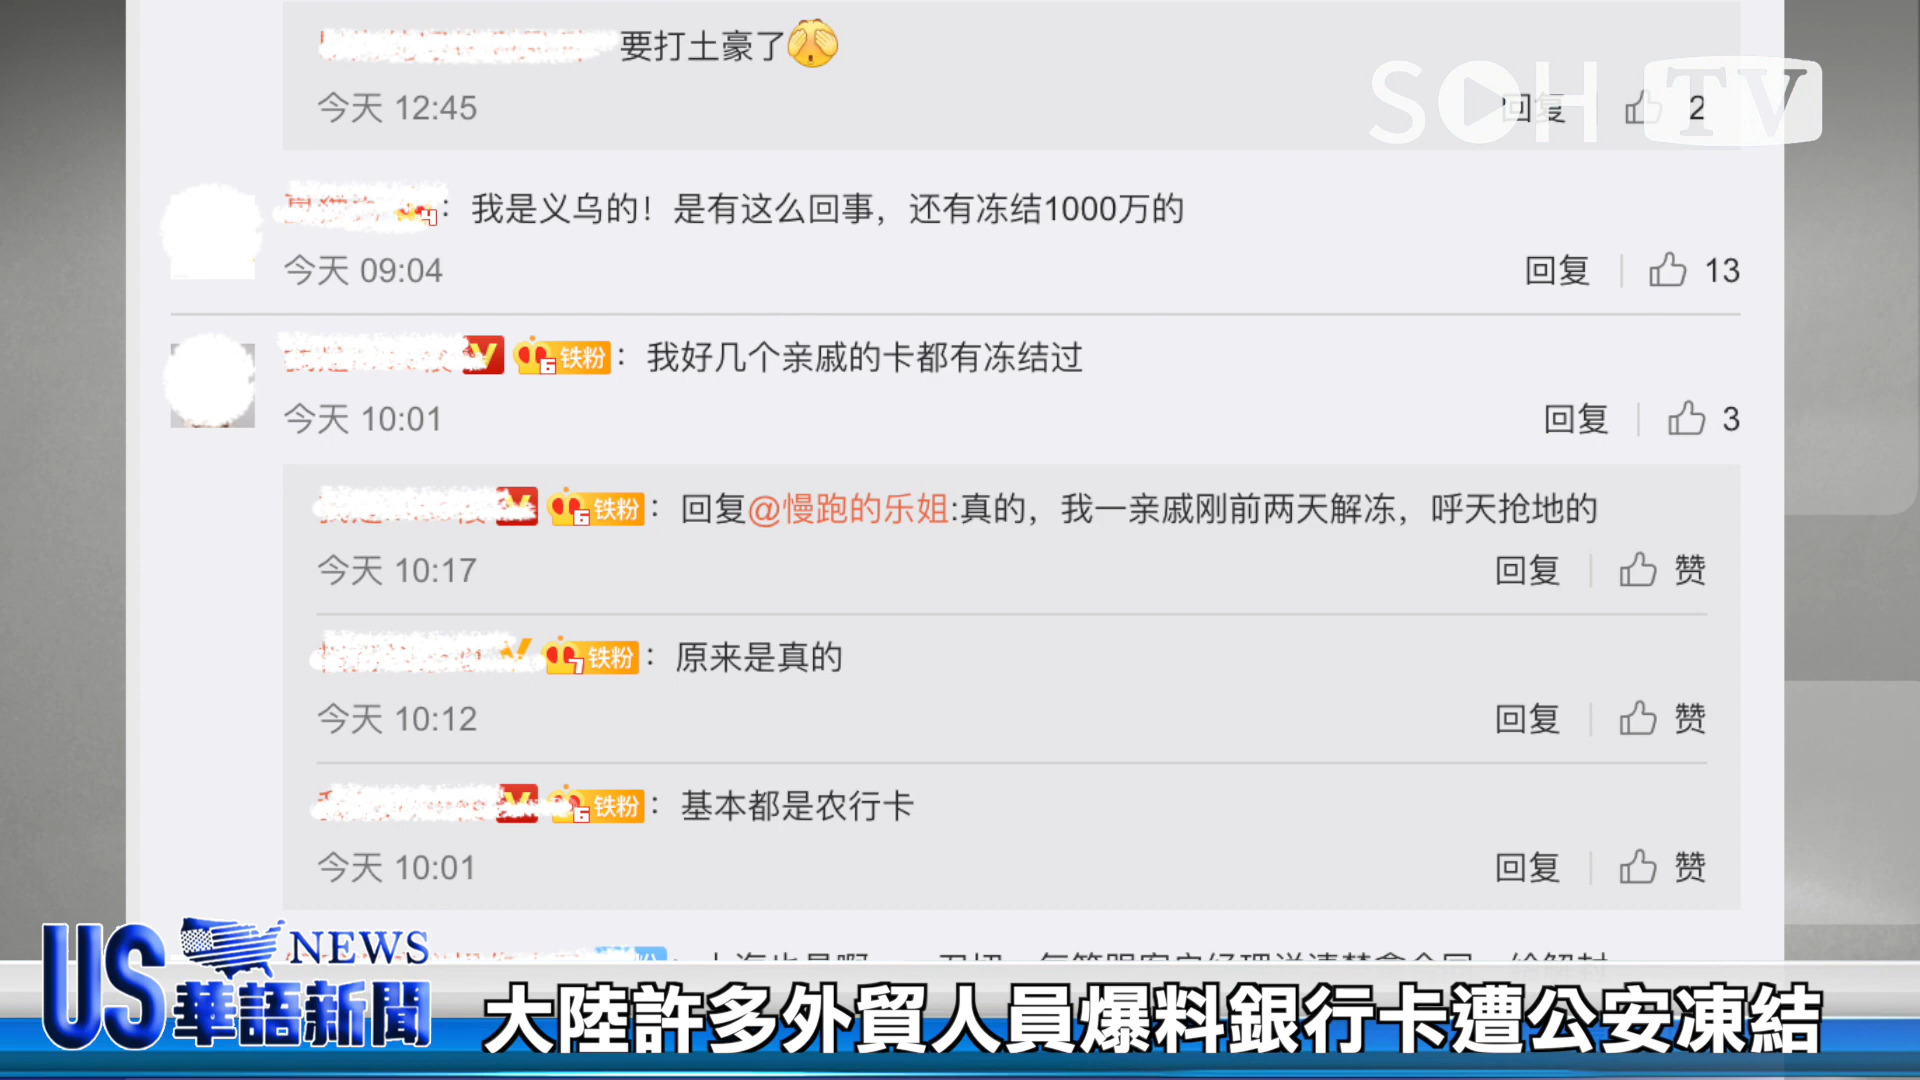 要打土豪了
今天 12:45
回复 2
SOH TV
4: 我是义乌的！是有这么回事，还有冻结1000万的
今天 09:04
回复 13
V 6 铁粉: 我好几个亲戚的卡都有冻结过
今天 10:01
回复 3
V 6 铁粉: 回复@慢跑的乐姐:真的，我一亲戚刚前两天解冻，呼天抢地的
今天 10:17
回复 赞
V 7 铁粉: 原来是真的
今天 10:12
回复 赞
V 6 铁粉: 基本都是农行卡
今天 10:01
回复 赞
US NEWS
華語新聞
大陸許多外貿人員爆料銀行卡遭公安凍結